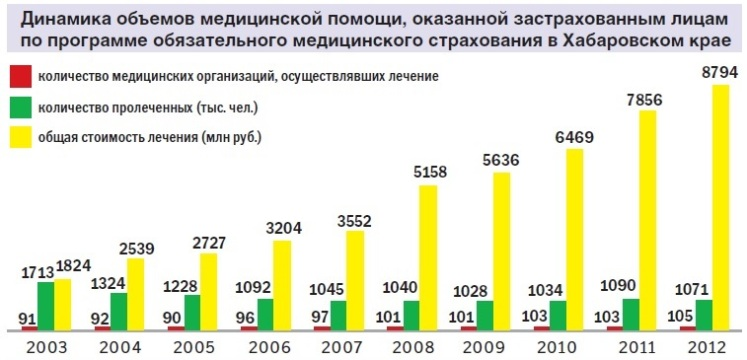 Динамика объемов медицинской помощи, оказанной застрахованным лицам
по программе обязательного медицинского страхования в Хабаровском крае
количество медицинских организаций, осуществлявших лечение
количество пролеченных (тыс. чел.)
общая стоимость лечения (млн руб.)
91 1713 1824
92 1324 2539
90 1228 2727
96 1092 3204
97 1045 3552
101 1040 5158
101 1028 5636
103 1034 6469
103 1090 7856
105 1071 8794
2003 2004 2005 2006 2007 2008 2009 2010 2011 2012